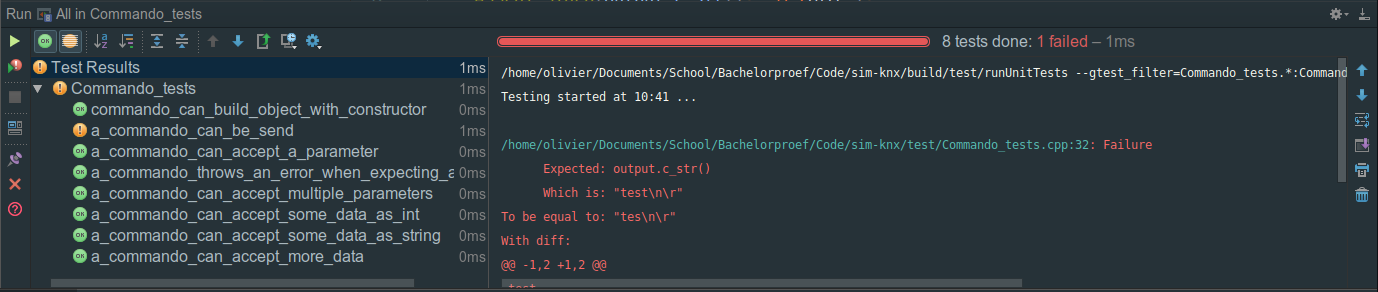 Run All in Commando_tests
8 tests done: 1 failed – 1ms
Test Results 1ms
Commando_tests 1ms
commando_can_build_object_with_constructor 0ms
a_commando_can_be_send 1ms
a_commando_can_accept_a_parameter 0ms
a_commando_throws_an_error_when_expecting_a 0ms
a_commando_can_accept_multiple_parameters 0ms
a_commando_can_accept_some_data_as_int 0ms
a_commando_can_accept_some_data_as_string 0ms
a_commando_can_accept_more_data 0ms
/home/olivier/Documents/School/Bachelorproef/Code/sim-knx/build/test/runUnitTests --gtest_filter=Commando_tests.*:Command
Testing started at 10:41 ...
/home/olivier/Documents/School/Bachelorproef/Code/sim-knx/test/Commando_tests.cpp:32: Failure
Expected: output.c_str()
Which is: "test\n\r"
To be equal to: "tes\n\r"
With diff:
@@ -1,2 +1,2 @@